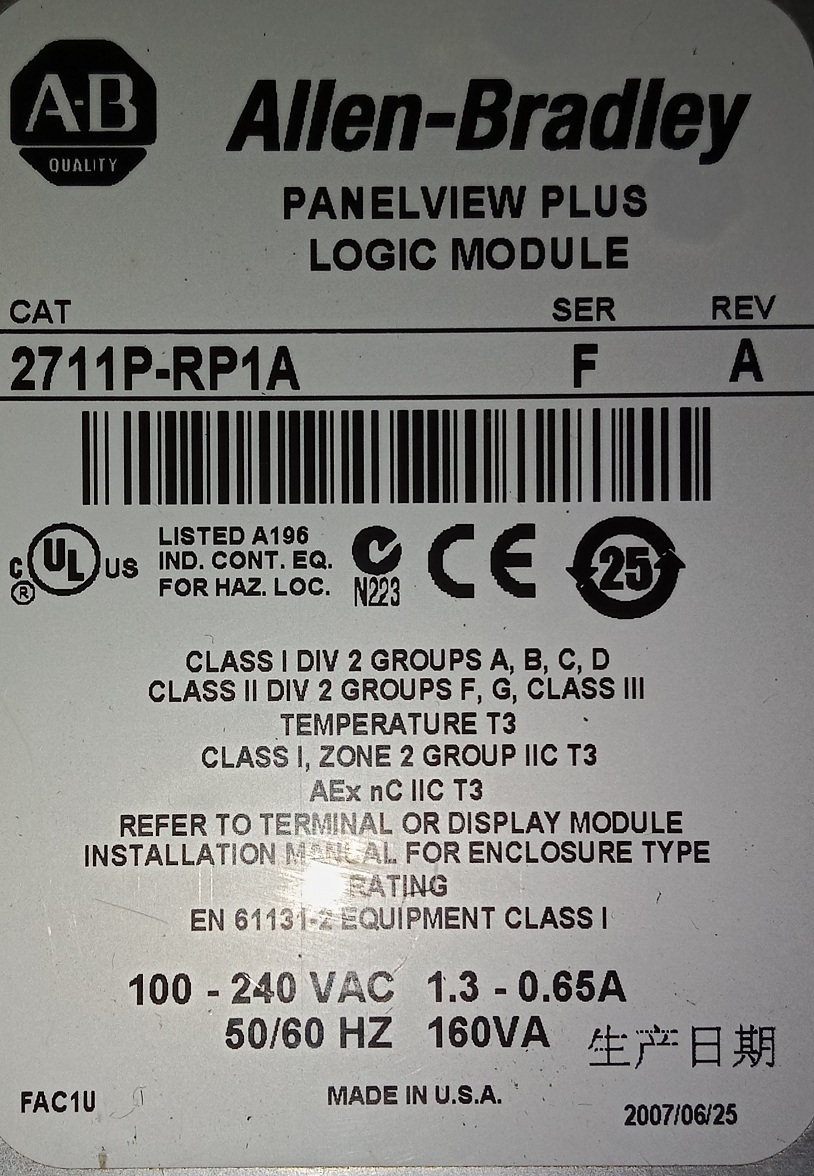 A-B
QUALITY
Allen-Bradley
PANELVIEW PLUS
LOGIC MODULE
CAT SER REV
2711P-RP1A F A
C UL US
®
LISTED A196
IND. CONT. EQ.
FOR HAZ. LOC.
N223
CE
25
CLASS I DIV 2 GROUPS A, B, C, D
CLASS II DIV 2 GROUPS F, G, CLASS III
TEMPERATURE T3
CLASS I, ZONE 2 GROUP IIC T3
AEx nC IIC T3
REFER TO TERMINAL OR DISPLAY MODULE
INSTALLATION MANUAL FOR ENCLOSURE TYPE
RATING
EN 61131-2 EQUIPMENT CLASS I
100 - 240 VAC 1.3 - 0.65A
50/60 HZ 160VA
生产日期
FAC1U MADE IN U.S.A. 2007/06/25